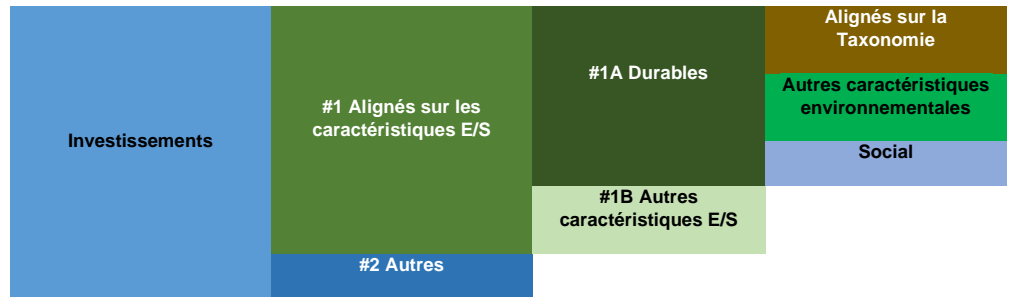 Investissements
#1 Alignés sur les
caractéristiques E/S
#2 Autres
#1A Durables
#1B Autres
caractéristiques E/S
Alignés sur la
Taxonomie
Autres caractéristiques
environnementales
Social